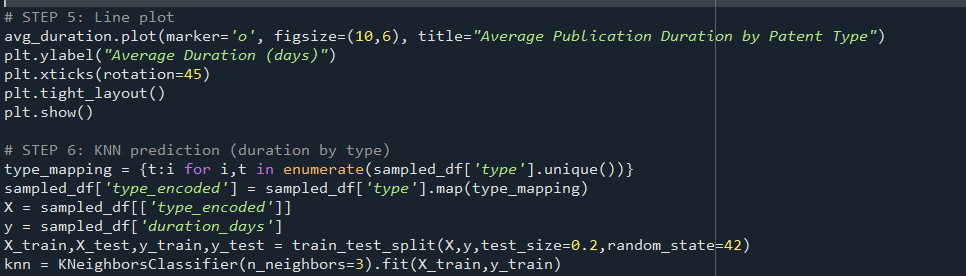 # STEP 5: Line plot
avg_duration.plot(marker='o', figsize=(10,6), title="Average Publication Duration by Patent Type")
plt.ylabel("Average Duration (days)")
plt.xticks(rotation=45)
plt.tight_layout()
plt.show()
# STEP 6: KNN prediction (duration by type)
type_mapping = {t:i for i,t in enumerate(sampled_df['type'].unique())}
sampled_df['type_encoded'] = sampled_df['type'].map(type_mapping)
X = sampled_df[['type_encoded']]
y = sampled_df['duration_days']
X_train,X_test,y_train,y_test = train_test_split(X,y,test_size=0.2,random_state=42)
knn = KNeighborsClassifier(n_neighbors=3).fit(X_train,y_train)